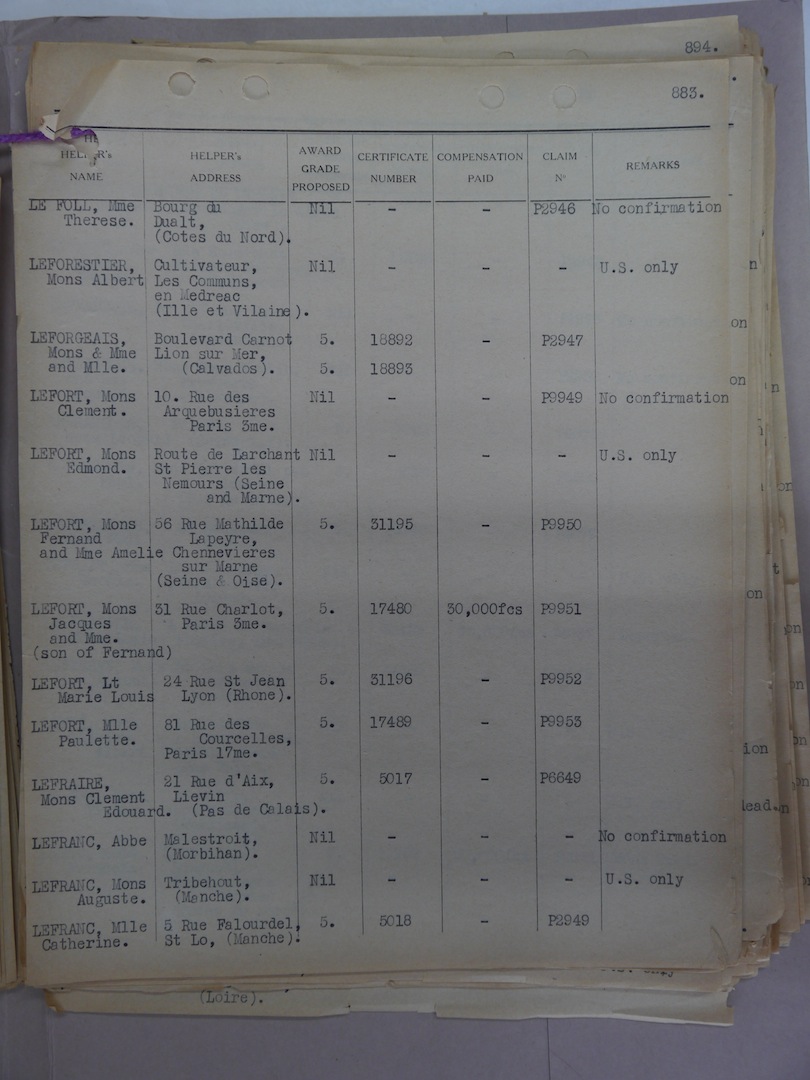 894.
883.
HELPER's NAME HELPER's ADDRESS AWARD GRADE PROPOSED CERTIFICATE NUMBER COMPENSATION PAID CLAIM No REMARKS
LE FOLL, Mme Bourg du Nil - - P2946 No confirmation
Therese. Dualt,
(Cotes du Nord).
LEFORESTIER, Cultivateur, Nil - - - U.S. only
Mons Albert Les Communs,
en Medreac
(Ille et Vilaine).
LEFORGEAIS, Boulevard Carnot 5. 18892 - P2947
Mons & Mme Lion sur Mer,
and Mlle. (Calvados). 5. 18893
LEFORT, Mons 10. Rue des Nil - - P9949 No confirmation
Clement. Arquebusieres
Paris 3me.
LEFORT, Mons Route de Larchant Nil - - - U.S. only
Edmond. St Pierre les
Nemours (Seine
and Marne).
LEFORT, Mons 56 Rue Mathilde 5. 31195 - P9950
Fernand Lapeyre,
and Mme Amelie Chennevieres
sur Marne
(Seine & Oise).
LEFORT, Mons 31 Rue Charlot, 5. 17480 30,000fcs P9951
Jacques Paris 3me.
and Mme.
(son of Fernand)
LEFORT, Lt 24 Rue St Jean 5. 31196 - P9952
Marie Louis Lyon (Rhone).
LEFORT, Mlle 81 Rue des 5. 17489 - P9953
Paulette. Courcelles,
Paris 17me.
LEFRAIRE, 21 Rue d'Aix, 5. 5017 - P6649
Mons Clement Lievin
Edouard. (Pas de Calais).
LEFRANC, Abbe Malestroit, Nil - - - No confirmation
(Morbihan).
LEFRANC, Mons Tribehout, Nil - - - U.S. only
Auguste. (Manche).
LEFRANC, Mlle 5 Rue Falourdel, 5. 5018 - P2949
Catherine. St Lo, (Manche).
(Loire).